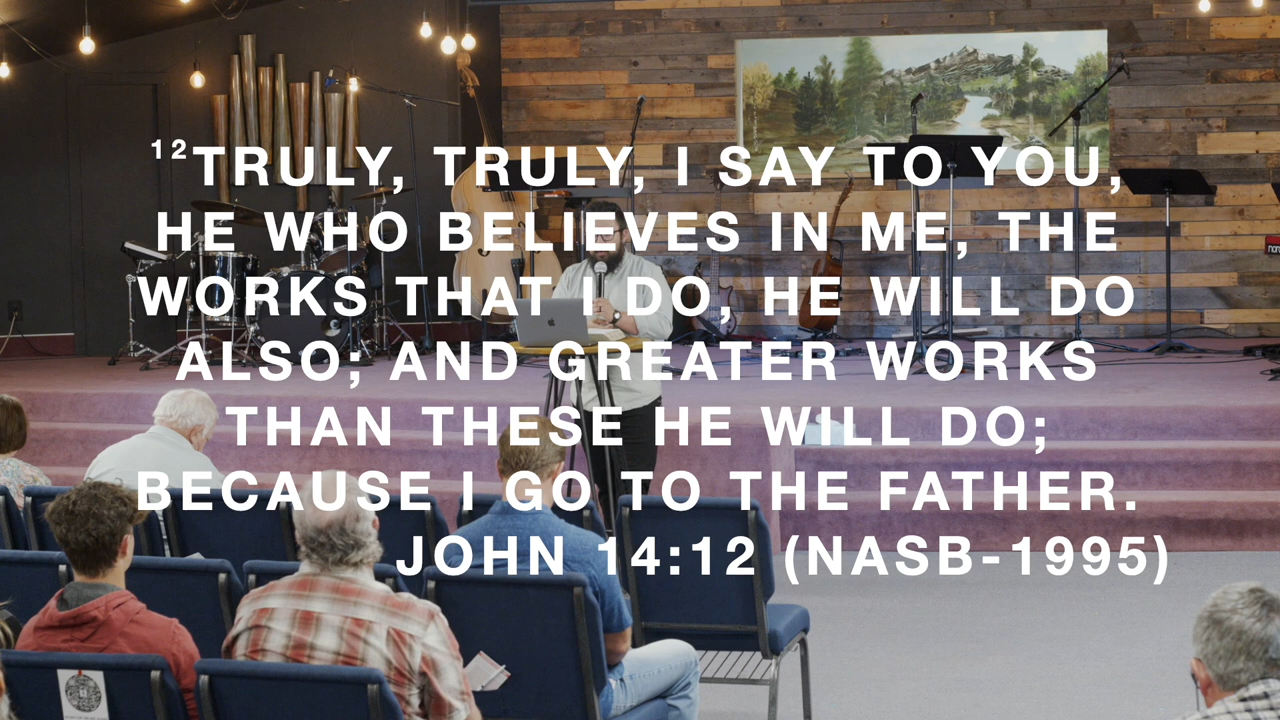 ¹²TRULY, TRULY, I SAY TO YOU,
HE WHO BELIEVES IN ME, THE
WORKS THAT I DO, HE WILL DO
ALSO; AND GREATER WORKS
THAN THESE HE WILL DO;
BECAUSE I GO TO THE FATHER.
JOHN 14:12 (NASB-1995)